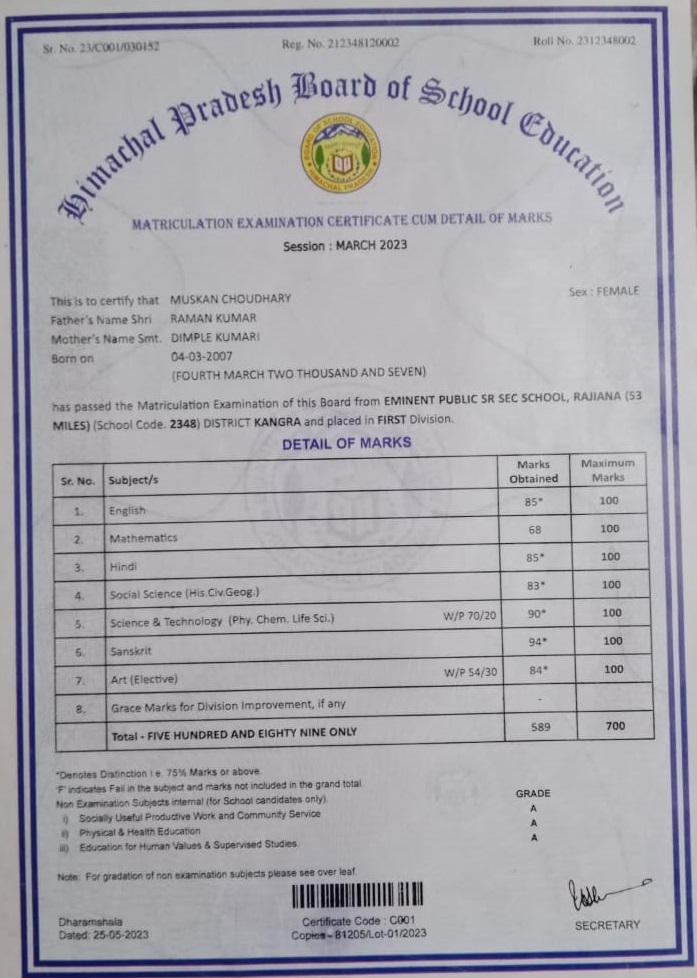 Sr. No. 23/C001/030152 Reg. No. 212348120002 Roll No. 2312348002
Himachal Pradesh Board of School Education
BOARD OF SCHOOL EDUCATION
HIMACHAL PRADESH
MATRICULATION EXAMINATION CERTIFICATE CUM DETAIL OF MARKS
Session : MARCH 2023
Sex : FEMALE
This is to certify that MUSKAN CHOUDHARY
Father's Name Shri RAMAN KUMAR
Mother's Name Smt. DIMPLE KUMARI
Born on 04-03-2007
(FOURTH MARCH TWO THOUSAND AND SEVEN)
has passed the Matriculation Examination of this Board from EMINENT PUBLIC SR SEC SCHOOL, RAJIANA (53
MILES) (School Code. 2348) DISTRICT KANGRA and placed in FIRST Division.
DETAIL OF MARKS
Sr. No. Subject/s Marks Obtained Maximum Marks
1. English 85* 100
2. Mathematics 68 100
3. Hindi 85* 100
4. Social Science (His.Civ.Geog.) 83* 100
5. Science & Technology (Phy. Chem. Life Sci.) W/P 70/20 90* 100
6. Sanskrit 94* 100
7. Art (Elective) W/P 54/30 84* 100
8. Grace Marks for Division Improvement, if any -
Total - FIVE HUNDRED AND EIGHTY NINE ONLY 589 700
*Denotes Distinction i.e. 75% Marks or above.
'F' indicates Fail in the subject and marks not included in the grand total.
Non Examination Subjects internal (for School candidates only). GRADE
i) Socially Useful Productive Work and Community Service A
ii) Physical & Health Education A
iii) Education for Human Values & Supervised Studies A
Note: For gradation of non examination subjects please see over leaf.
Dharamshala Certificate Code : C001 SECRETARY
Dated: 25-05-2023 Copies - 81205/Lot-01/2023